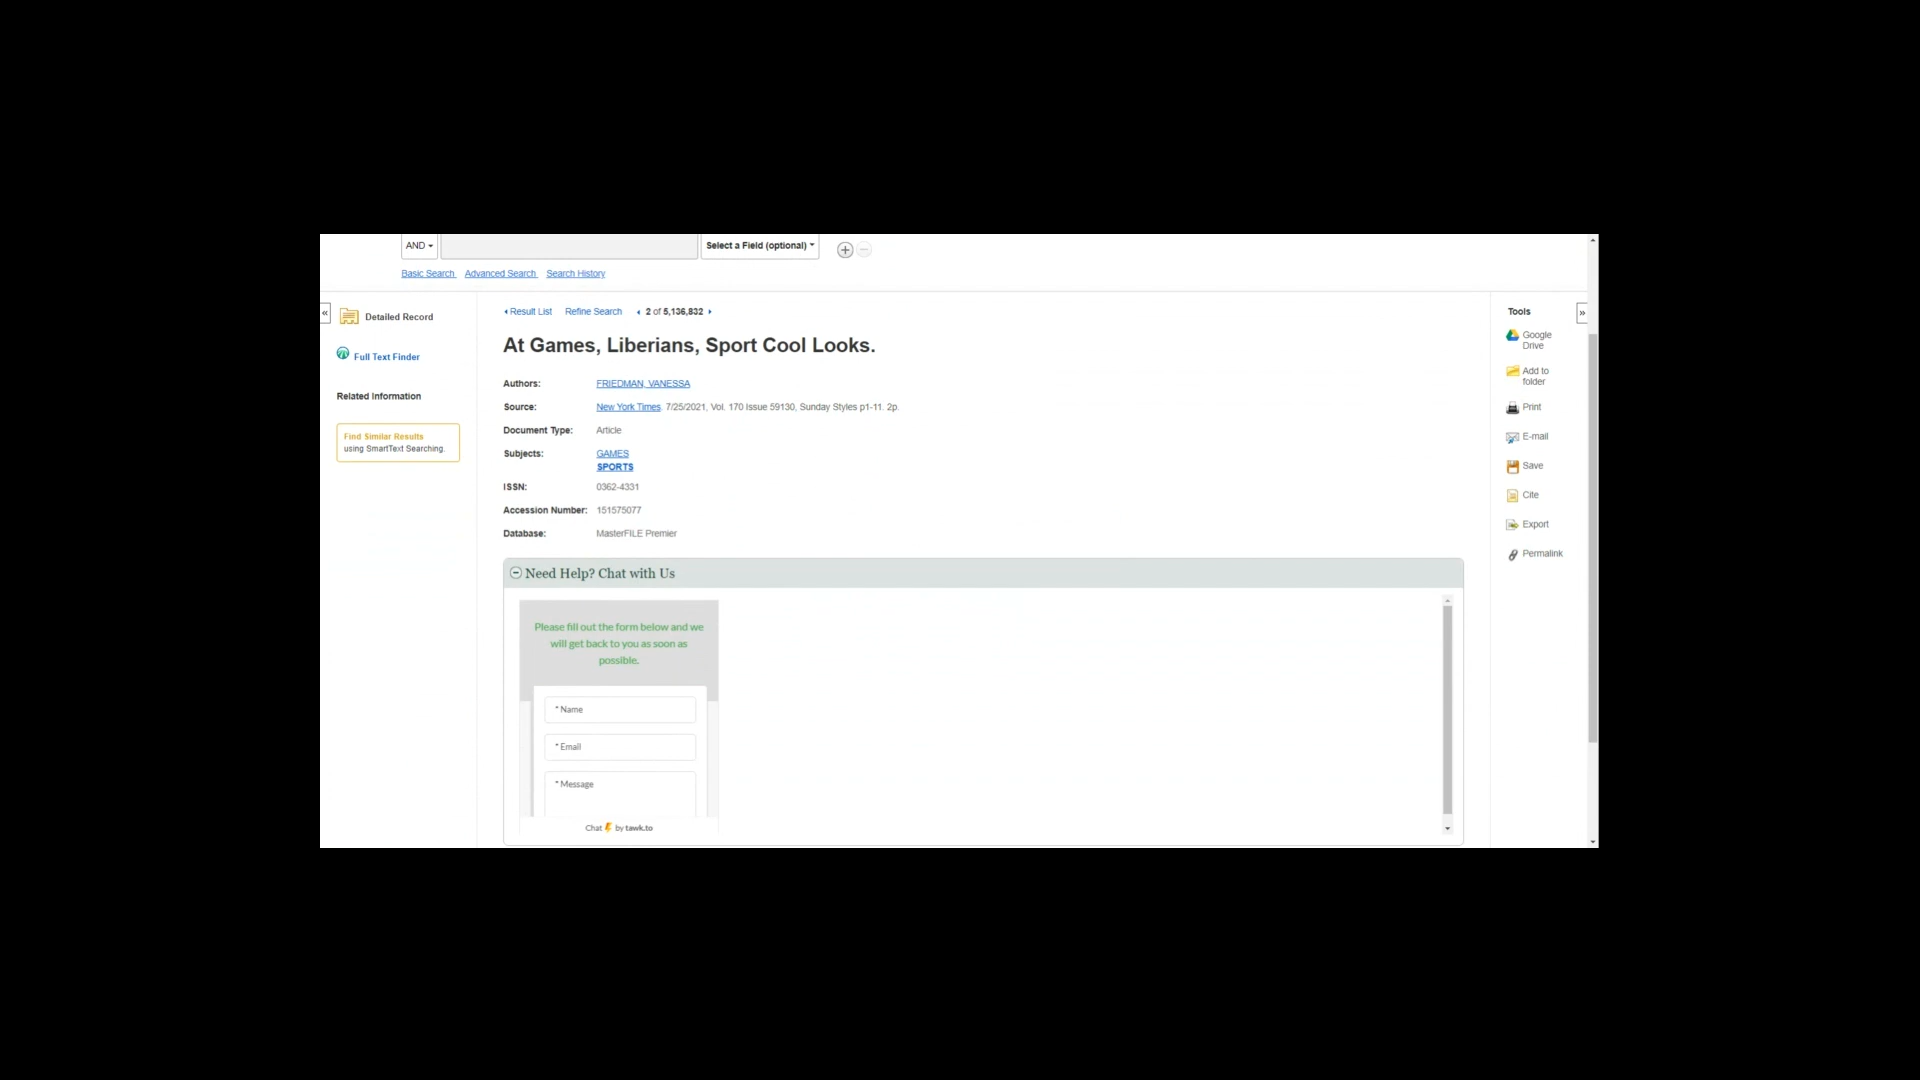 AND
Select a Field (optional)
Basic Search Advanced Search Search History
«
Detailed Record
Full Text Finder
Related Information
Find Similar Results
using SmartText Searching.
Result List Refine Search 2 of 5,136,832
At Games, Liberians, Sport Cool Looks.
Authors: FRIEDMAN, VANESSA
Source: New York Times. 7/25/2021, Vol. 170 Issue 59130, Sunday Styles p1-11. 2p.
Document Type: Article
Subjects: GAMES
SPORTS
ISSN: 0362-4331
Accession Number: 151575077
Database: MasterFILE Premier
Need Help? Chat with Us
Please fill out the form below and we
will get back to you as soon as
possible.
* Name
* Email
* Message
Chat by tawk.to
Tools
»
Google
Drive
Add to
folder
Print
E-mail
Save
Cite
Export
Permalink